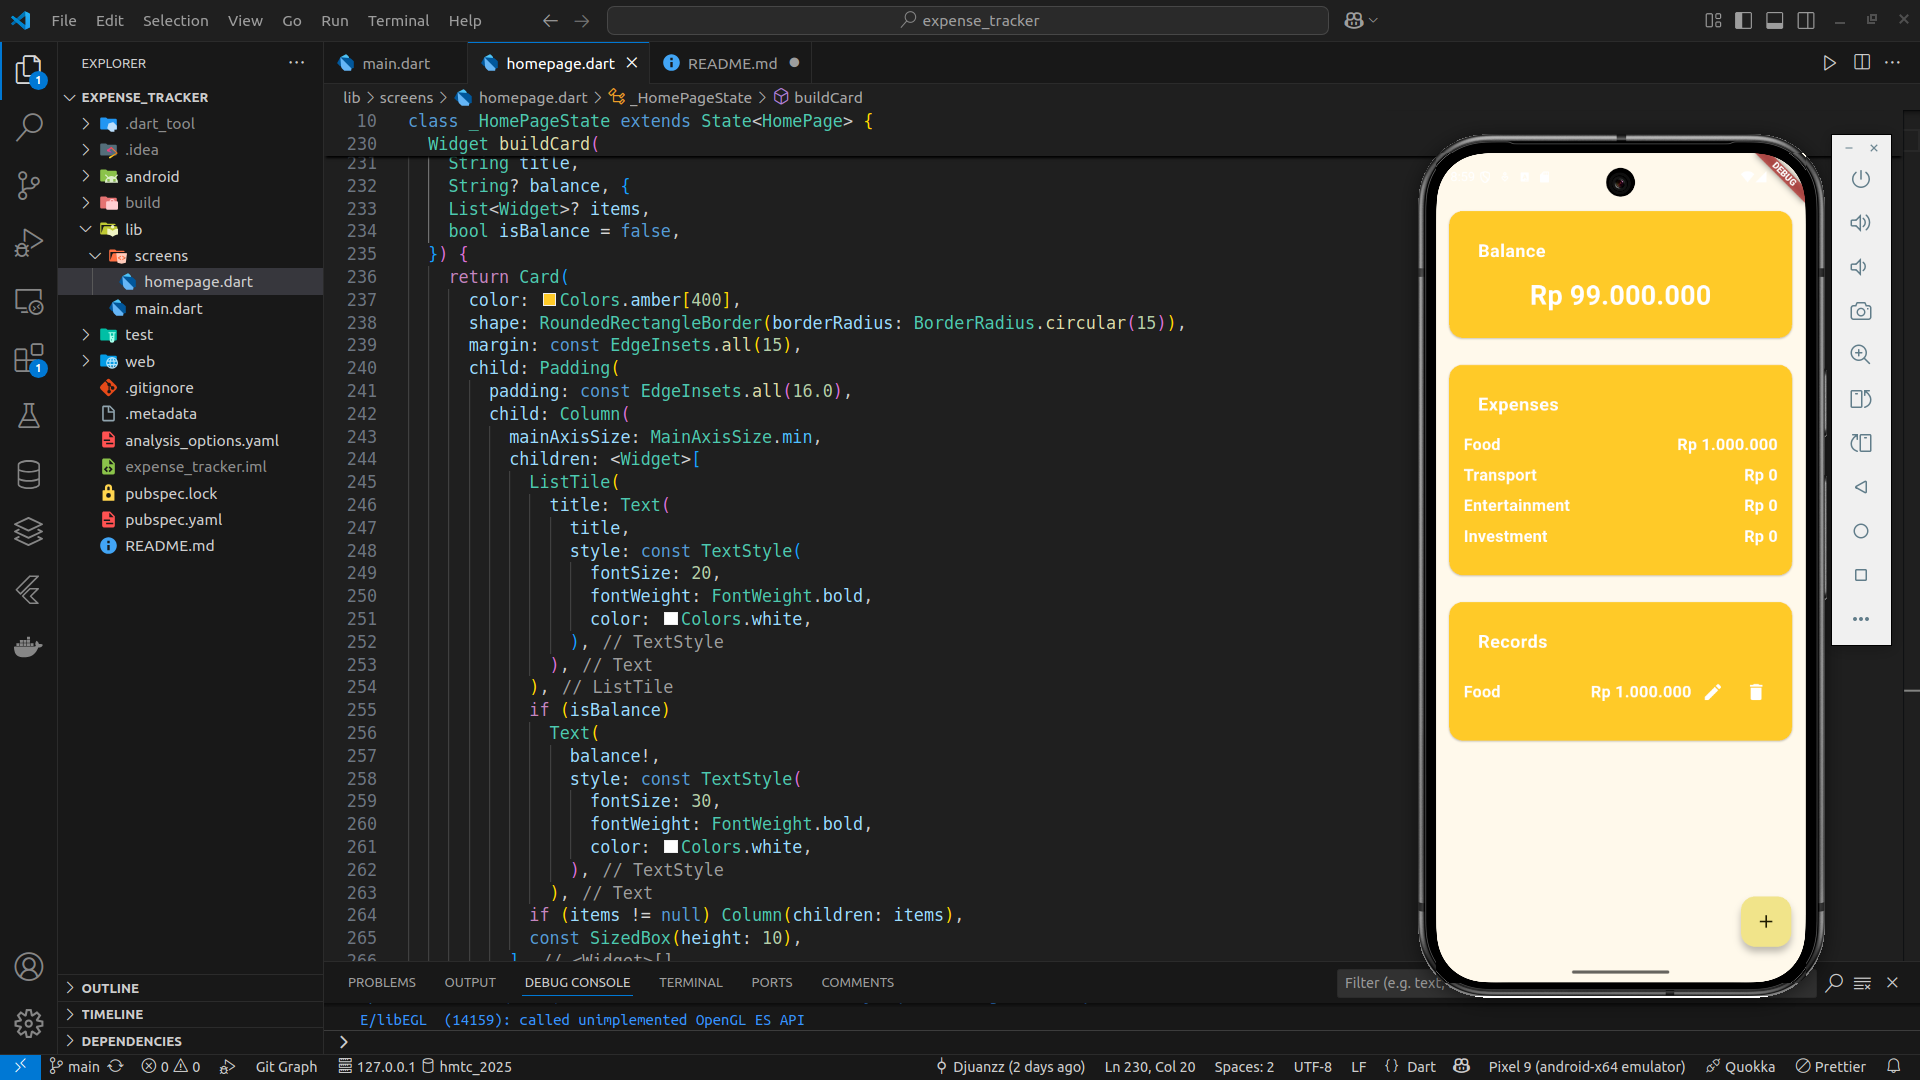 File Edit Selection View Go Run Terminal Help
expense_tracker
EXPLORER
EXPENSE_TRACKER
.dart_tool
.idea
android
build
lib
screens
homepage.dart
main.dart
test
web
.gitignore
.metadata
analysis_options.yaml
expense_tracker.iml
pubspec.lock
pubspec.yaml
README.md
OUTLINE
TIMELINE
DEPENDENCIES
1
1
main.dart
homepage.dart
README.md
lib > screens > homepage.dart > _HomePageState > buildCard
10 class _HomePageState extends State<HomePage> {
230 Widget buildCard(
231 String title,
232 String? balance, {
233 List<Widget>? items,
234 bool isBalance = false,
235 }) {
236 return Card(
237 color: Colors.amber[400],
238 shape: RoundedRectangleBorder(borderRadius: BorderRadius.circular(15)),
239 margin: const EdgeInsets.all(15),
240 child: Padding(
241 padding: const EdgeInsets.all(16.0),
242 child: Column(
243 mainAxisSize: MainAxisSize.min,
244 children: <Widget>[
245 ListTile(
246 title: Text(
247 title,
248 style: const TextStyle(
249 fontSize: 20,
250 fontWeight: FontWeight.bold,
251 color: Colors.white,
252 ), // TextStyle
253 ), // Text
254 ), // ListTile
255 if (isBalance)
256 Text(
257 balance!,
258 style: const TextStyle(
259 fontSize: 30,
260 fontWeight: FontWeight.bold,
261 color: Colors.white,
262 ), // TextStyle
263 ), // Text
264 if (items != null) Column(children: items),
265 const SizedBox(height: 10),
266 ], // <Widget>[]
DEBUG
Balance
Rp 99.000.000
Expenses
Food Rp 1.000.000
Transport Rp 0
Entertainment Rp 0
Investment Rp 0
Records
Food Rp 1.000.000
+
PROBLEMS OUTPUT DEBUG CONSOLE TERMINAL PORTS COMMENTS
Filter (e.g. text,
E/libEGL (14159): called unimplemented OpenGL ES API
main 0 0 Git Graph 127.0.0.1 hmtc_2025 Djuanzz (2 days ago) Ln 230, Col 20 Spaces: 2 UTF-8 LF {} Dart Pixel 9 (android-x64 emulator) Quokka Prettier